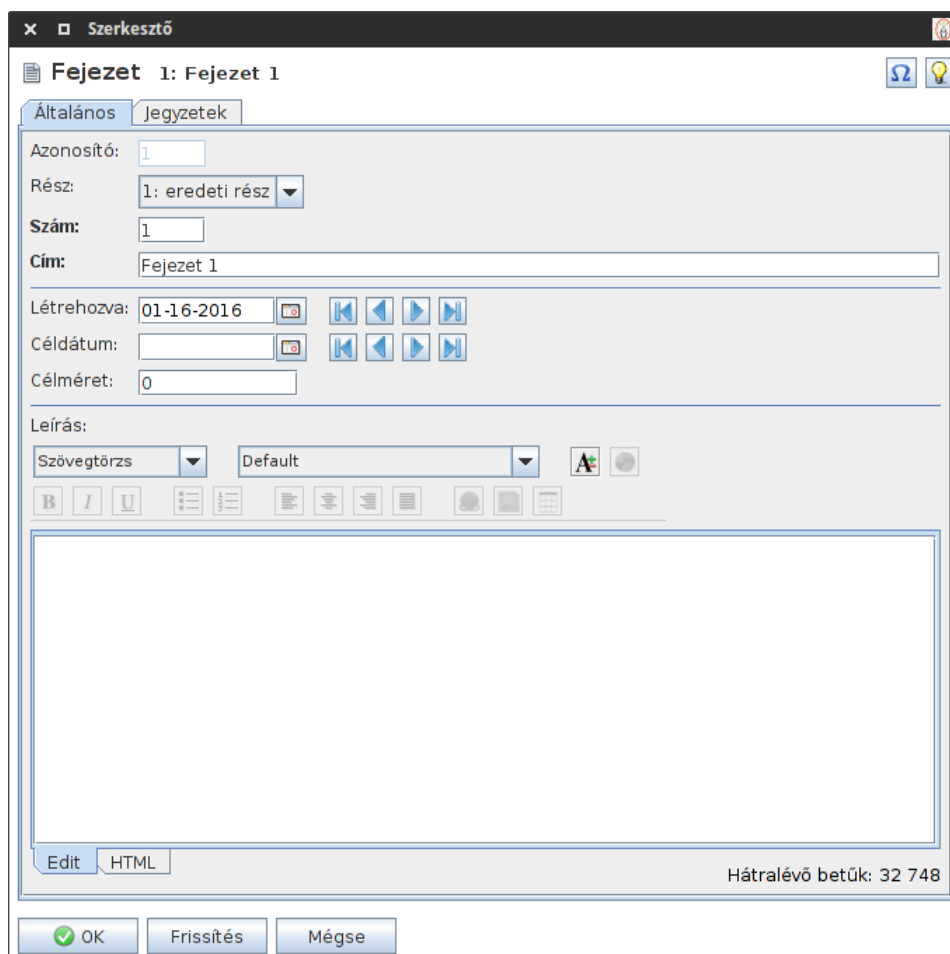 Szerkesztő
Fejezet 1: Fejezet 1
Ω
Általános Jegyzetek
Azonosító: 1
Rész: 1: eredeti rész
Szám: 1
Cím: Fejezet 1
Létrehozva: 01-16-2016
Céldátum:
Célméret: 0
Leírás:
Szövegtörzs Default A
B I U
Edit HTML
Hátralévő betűk: 32 748
OK Frissítés Mégse